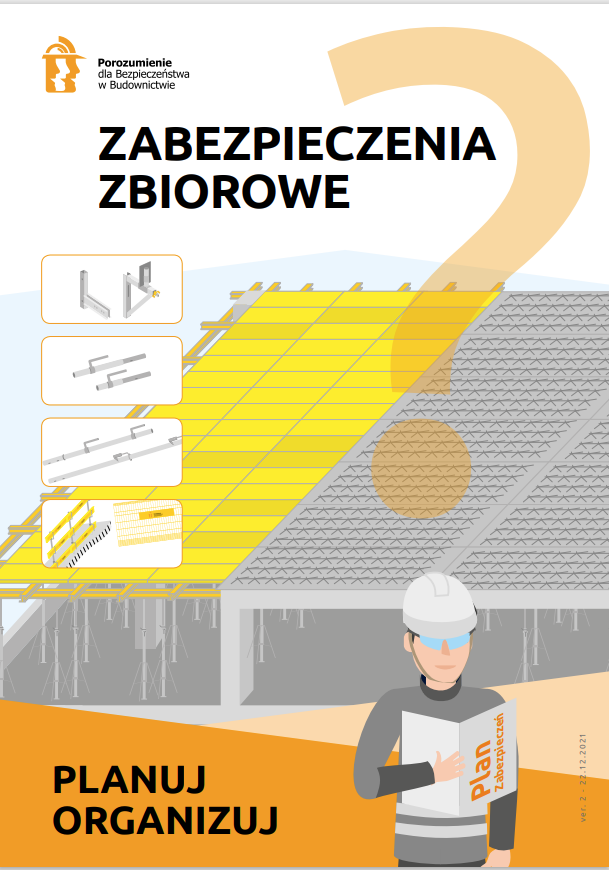 Porozumienie
dla Bezpieczeństwa
w Budownictwie
ZABEZPIECZENIA
ZBIOROWE
?
Plan
Zabezpieczeń
PLANUJ
ORGANIZUJ
ver. 2 - 22.12.2021